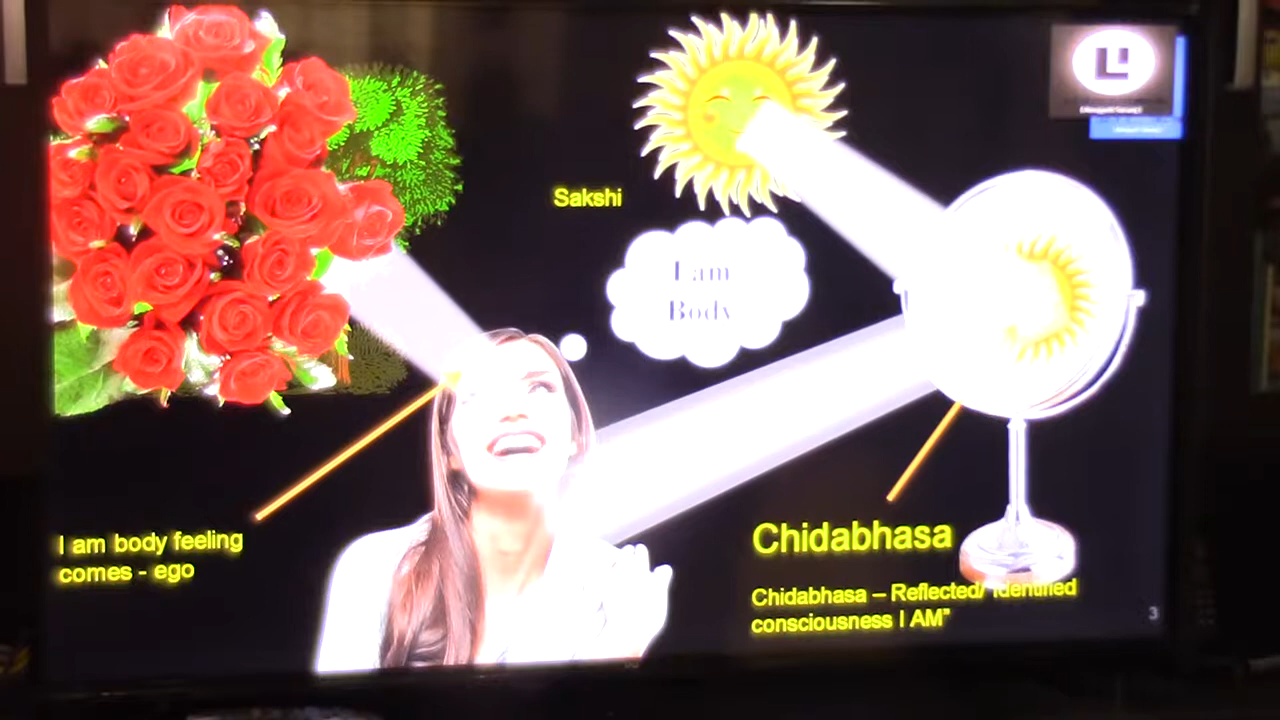 Sakshi
I am
Body
I am body feeling
comes - ego
Chidabhasa
Chidabhasa – Reflected/ Identified
consciousness I AM"
3